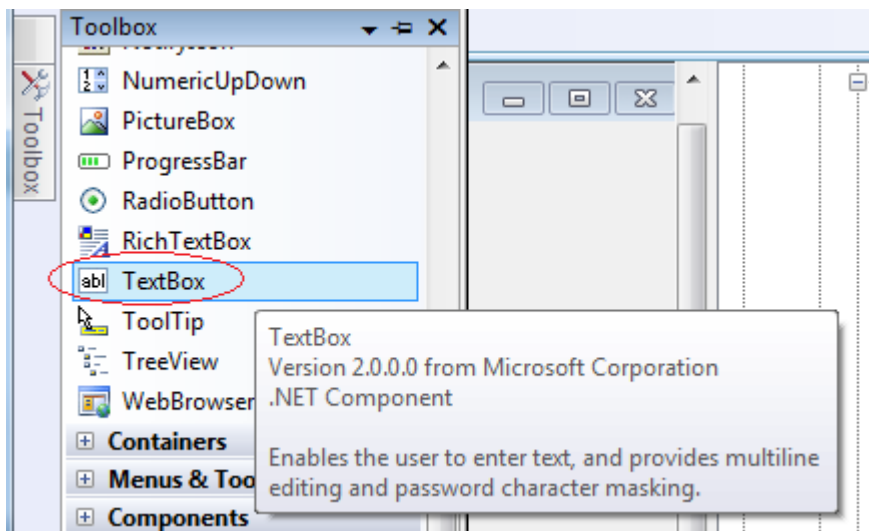 Toolbox
Toolbox
NumericUpDown
PictureBox
ProgressBar
RadioButton
RichTextBox
abl TextBox
ToolTip
TreeView
WebBrowser
Containers
Menus & Too
Components
TextBox
Version 2.0.0.0 from Microsoft Corporation
.NET Component
Enables the user to enter text, and provides multiline
editing and password character masking.